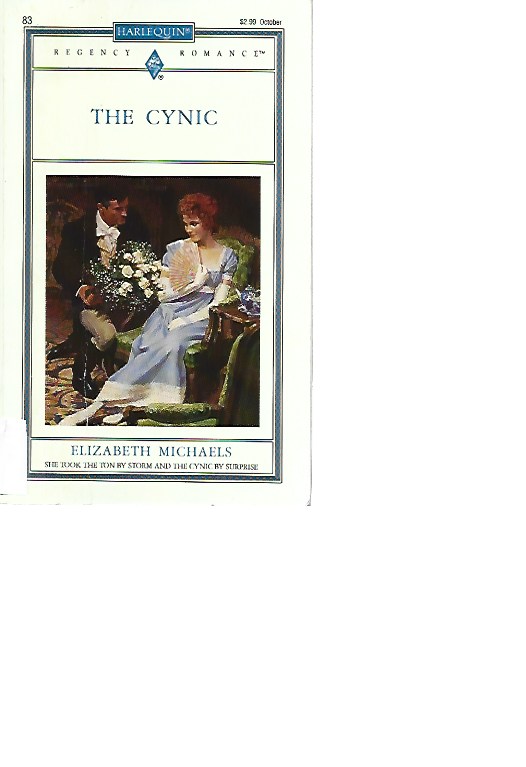 83
$2.99 October
HARLEQUIN®
REGENCY ROMANCE™
®
THE CYNIC
ELIZABETH MICHAELS
SHE TOOK THE TON BY STORM AND THE CYNIC BY SURPRISE